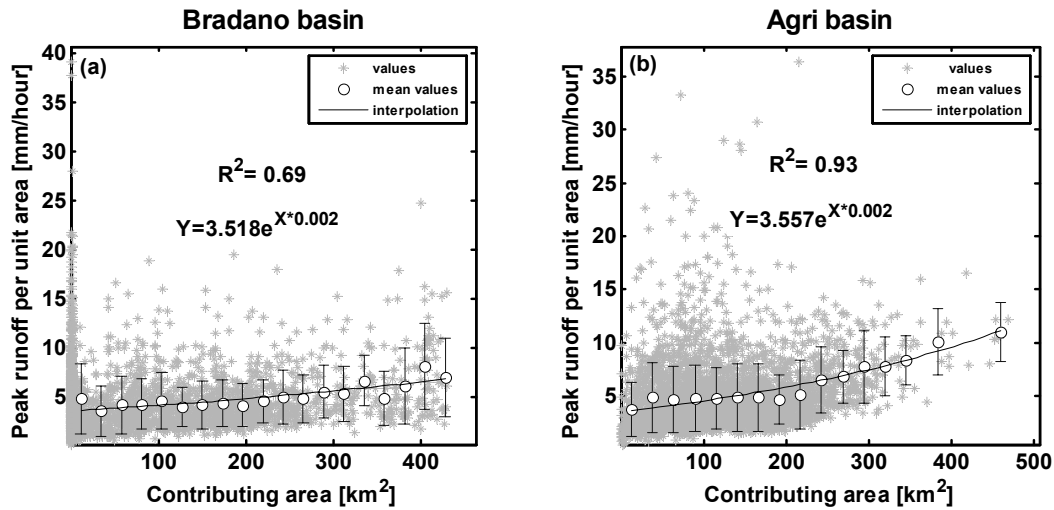 Bradano basin
Agri basin
(a)
values
mean values
interpolation
R²= 0.69
Y=3.518e^X*0.002
Peak runoff per unit area [mm/hour]
40
35
30
25
20
15
10
5
100
200
300
400
Contributing area [km²]
(b)
values
mean values
interpolation
R²= 0.93
Y=3.557e^X*0.002
Peak runoff per unit area [mm/hour]
35
30
25
20
15
10
5
100
200
300
400
500
Contributing area [km²]